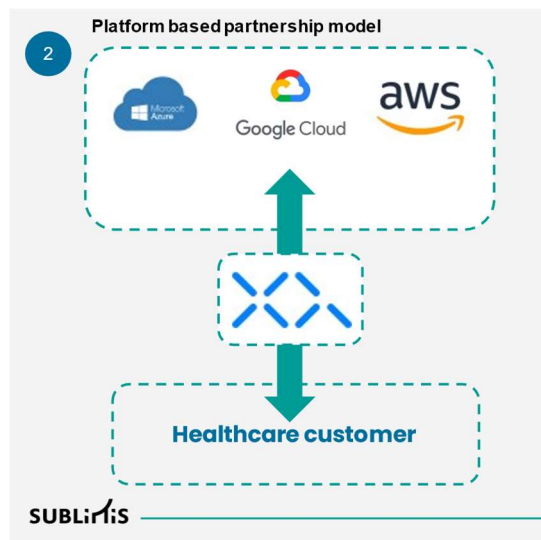 Platform based partnership model
2
Microsoft
Azure
Google Cloud
aws
Healthcare customer
SUBLiMiS